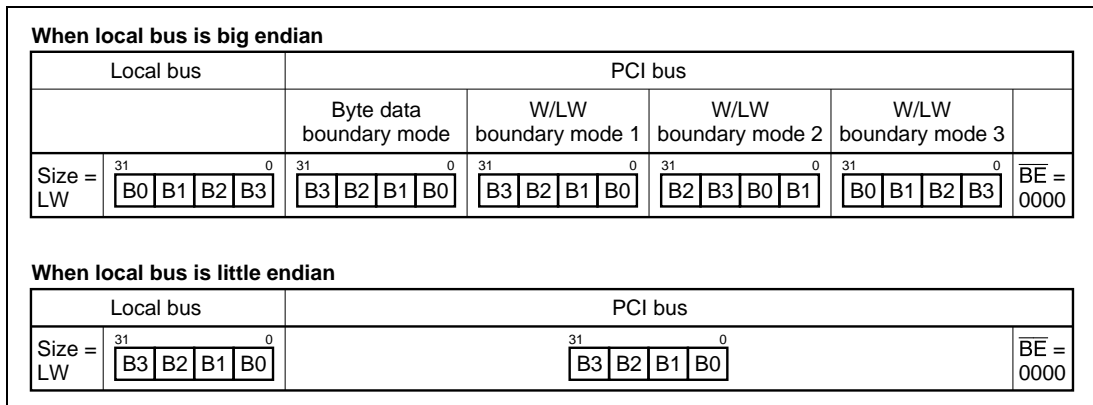 When local bus is big endian
Local bus PCI bus
Byte data boundary mode W/LW boundary mode 1 W/LW boundary mode 2 W/LW boundary mode 3
31 0 31 0 31 0 31 0 31 0
Size = LW B0 B1 B2 B3 B3 B2 B1 B0 B3 B2 B1 B0 B2 B3 B0 B1 B0 B1 B2 B3 B̅E̅ = 0000
When local bus is little endian
Local bus PCI bus
31 0 31 0
Size = LW B3 B2 B1 B0 B3 B2 B1 B0 B̅E̅ = 0000